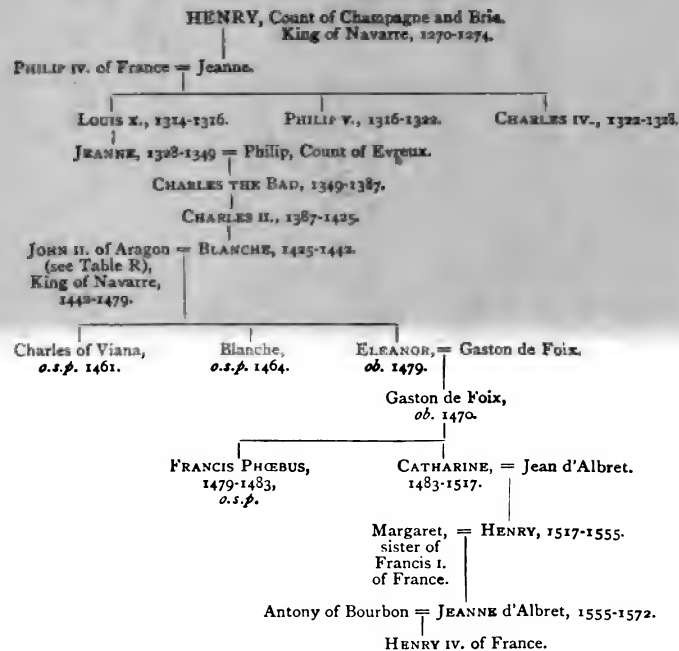 HENRY, Count of Champagne and Brie.
King of Navarre, 1270-1274.
PHILIP IV. of France = Jeanne.
LOUIS X., 1314-1316. PHILIP V., 1316-1322. CHARLES IV., 1322-1328.
JEANNE, 1328-1349 = Philip, Count of Evreux.
CHARLES THE BAD, 1349-1387.
CHARLES II., 1387-1425.
JOHN II. of Aragon = BLANCHE, 1425-1442.
(see Table R),
King of Navarre,
1442-1479.
Charles of Viana, Blanche, ELEANOR, = Gaston de Foix.
o.s.p. 1461. o.s.p. 1464. ob. 1479.
Gaston de Foix,
ob. 1470.
FRANCIS PHŒBUS, CATHARINE, = Jean d'Albret.
1479-1483, 1483-1517.
o.s.p.
Margaret, = HENRY, 1517-1555.
sister of
Francis I.
of France.
Antony of Bourbon = JEANNE d'Albret, 1555-1572.
HENRY IV. of France.